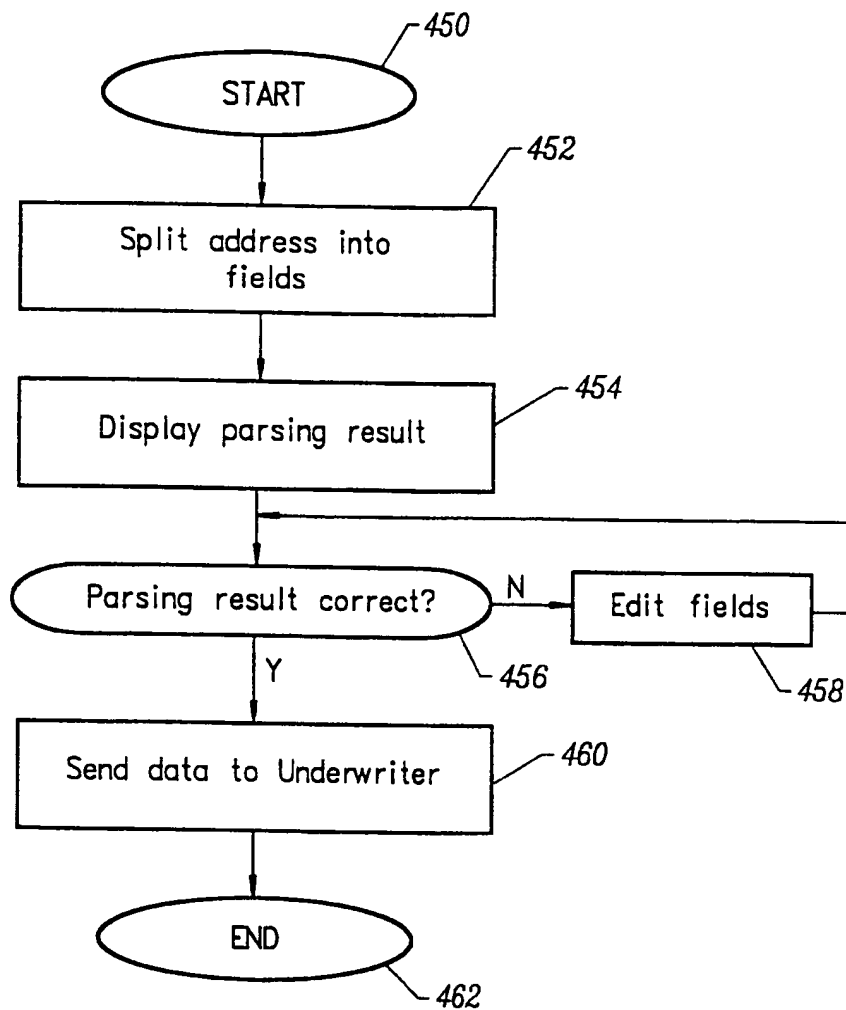 450
START
452
Split address into
fields
454
Display parsing result
Parsing result correct?
N
Edit fields
456
458
Y
460
Send data to Underwriter
END
462